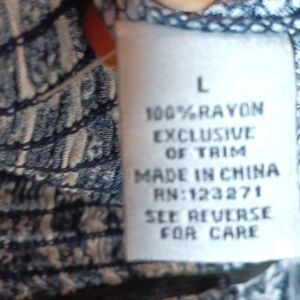 L
100%RAYON
EXCLUSIVE
OF TRIM
MADE IN CHINA
RN:123271
SEE REVERSE
FOR CARE